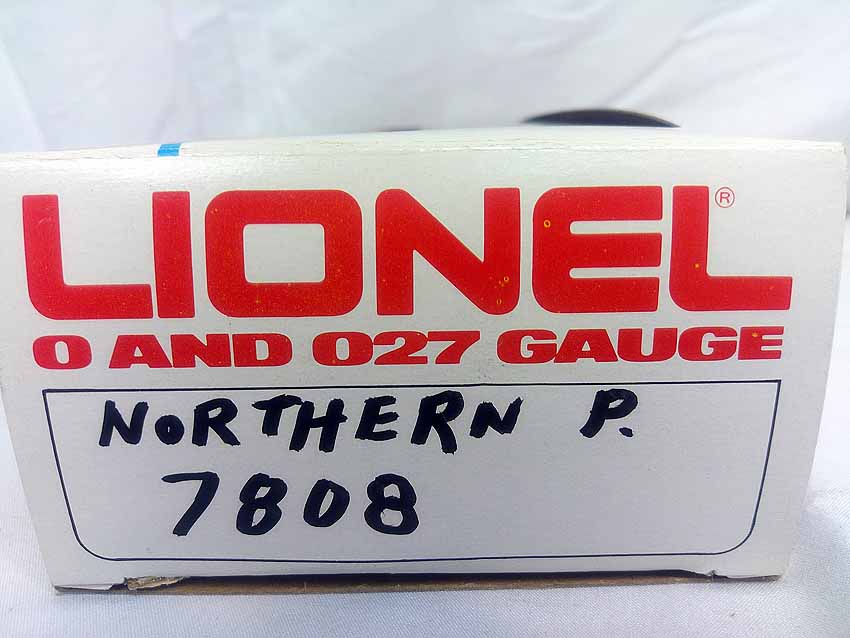 LIONEL®
O AND O27 GAUGE
NORTHERN P.
7808